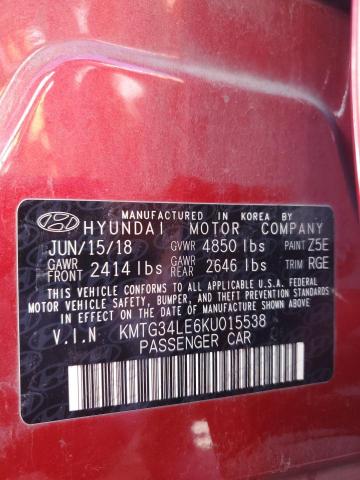 MANUFACTURED IN KOREA BY
HYUNDAI MOTOR COMPANY
JUN/15/18 GVWR 4850 lbs PAINT Z5E
GAWR FRONT 2414 lbs GAWR REAR 2646 lbs TRIM RGE
THIS VEHICLE CONFORMS TO ALL APPLICABLE U.S.A. FEDERAL
MOTOR VEHICLE SAFETY, BUMPER, AND THEFT PREVENTION
STANDARDS IN EFFECT ON THE DATE OF MANUFACTURE SHOWN ABOVE.
V.I.N. KMTG34LE6KU015538
PASSENGER CAR